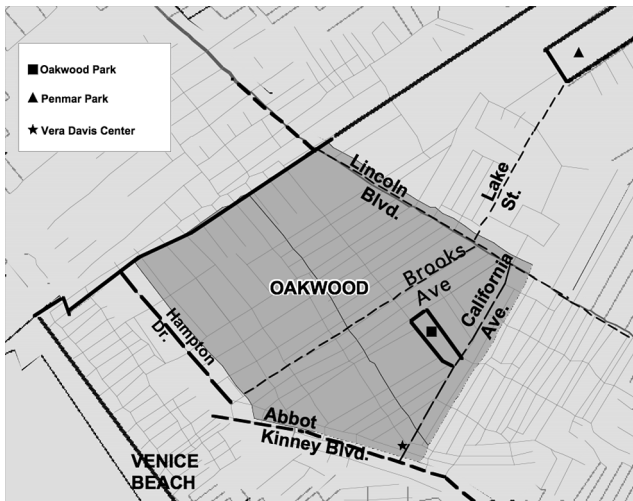 Oakwood Park
Penmar Park
Vera Davis Center
Lincoln
Blvd.
Lake
St.
Brooks
Ave
California
Ave.
OAKWOOD
Hampton
Dr.
Abbot
Kinney Blvd.
VENICE
BEACH